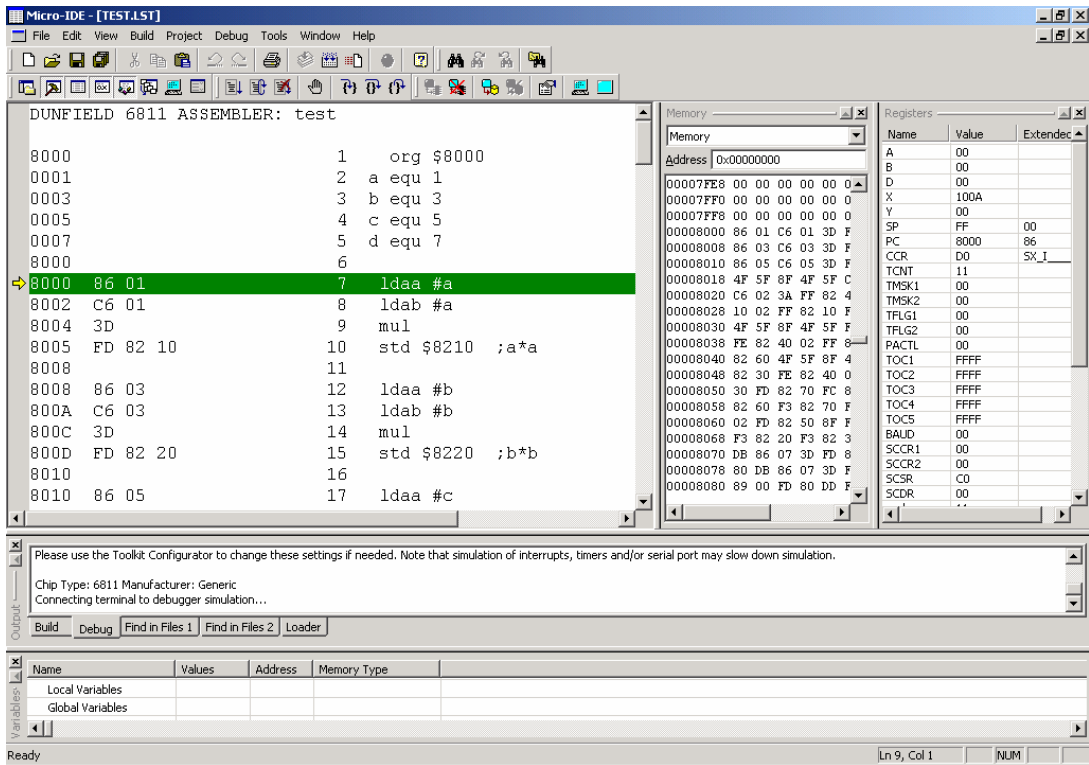 Micro-IDE - [TEST.LST]
File Edit View Build Project Debug Tools Window Help
DUNFIELD 6811 ASSEMBLER: test
8000 1 org $8000
0001 2 a equ 1
0003 3 b equ 3
0005 4 c equ 5
0007 5 d equ 7
8000 6
8000 86 01 7 ldaa #a
8002 C6 01 8 ldab #a
8004 3D 9 mul
8005 FD 82 10 10 std $8210 ;a*a
8008 11
8008 86 03 12 ldaa #b
800A C6 03 13 ldab #b
800C 3D 14 mul
800D FD 82 20 15 std $8220 ;b*b
8010 16
8010 86 05 17 ldaa #c
Memory
Memory
Address 0x00000000
00007FE8 00 00 00 00 00 0
00007FF0 00 00 00 00 00 0
00007FF8 00 00 00 00 00 0
00008000 86 01 C6 01 3D F
00008008 86 03 C6 03 3D F
00008010 86 05 C6 05 3D F
00008018 4F 5F 8F 4F 5F C
00008020 C6 02 3A FF 82 4
00008028 10 02 FF 82 10 F
00008030 4F 5F 8F 4F 5F F
00008038 FE 82 40 02 FF 8
00008040 82 60 4F 5F 8F 4
00008048 82 30 FE 82 40 0
00008050 30 FD 82 70 FC 8
00008058 82 60 F3 82 70 F
00008060 02 FD 82 50 8F F
00008068 F3 82 20 F3 82 3
00008070 DB 86 07 3D FD 8
00008078 80 DB 86 07 3D F
00008080 89 00 FD 80 DD F
Registers
Name Value Extended
A 00
B 00
D 00
X 100A
Y 00
SP FF 00
PC 8000 86
CCR D0 SX_I____
TCNT 11
TMSK1 00
TMSK2 00
TFLG1 00
TFLG2 00
PACTL 00
TOC1 FFFF
TOC2 FFFF
TOC3 FFFF
TOC4 FFFF
TOC5 FFFF
BAUD 00
SCCR1 00
SCCR2 00
SCSR C0
SCDR 00
Output
Please use the Toolkit Configurator to change these settings if needed. Note that simulation of interrupts, timers and/or serial port may slow down simulation.
Chip Type: 6811 Manufacturer: Generic
Connecting terminal to debugger simulation...
Build Debug Find in Files 1 Find in Files 2 Loader
Variables
Name Values Address Memory Type
Local Variables
Global Variables
Ready Ln 9, Col 1 NUM